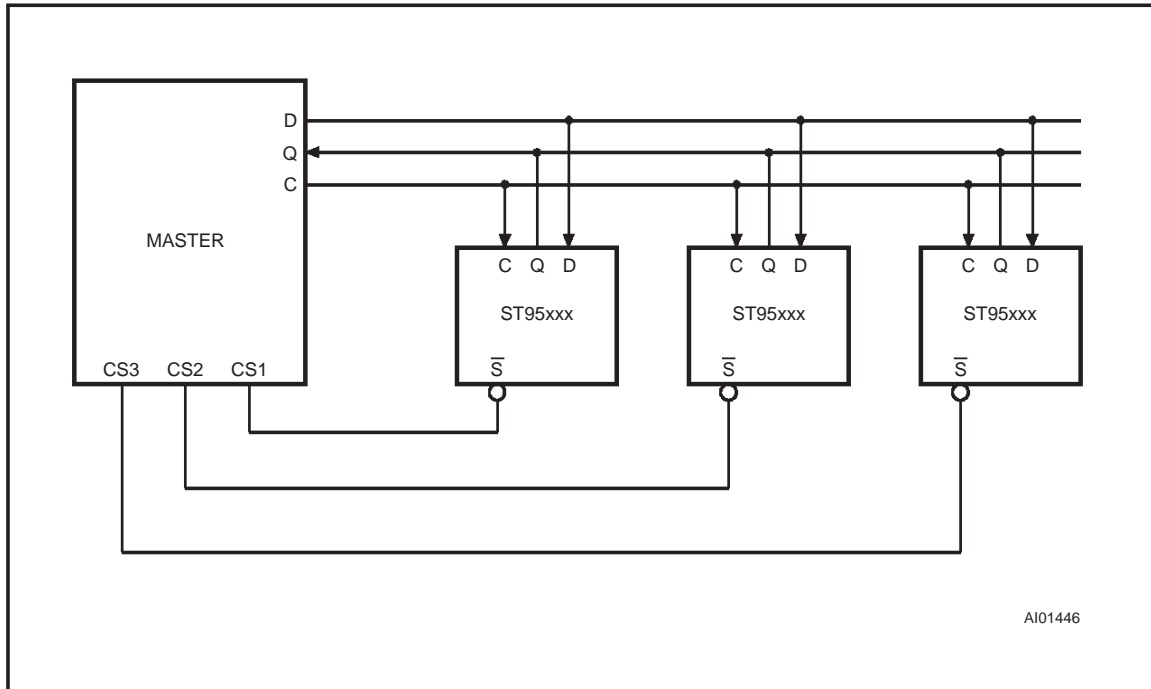 D
Q
C
MASTER
C Q D
C Q D
C Q D
ST95xxx
ST95xxx
ST95xxx
CS3 CS2 CS1
S̅
S̅
S̅
AI01446